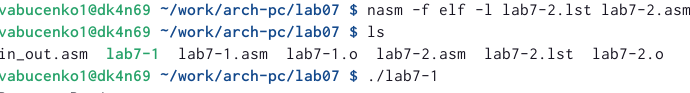 vabucenko1@dk4n69 ~/work/arch-pc/lab07 $ nasm -f elf -l lab7-2.lst lab7-2.asm
vabucenko1@dk4n69 ~/work/arch-pc/lab07 $ ls
in_out.asm lab7-1 lab7-1.asm lab7-1.o lab7-2.asm lab7-2.lst lab7-2.o
vabucenko1@dk4n69 ~/work/arch-pc/lab07 $ ./lab7-1